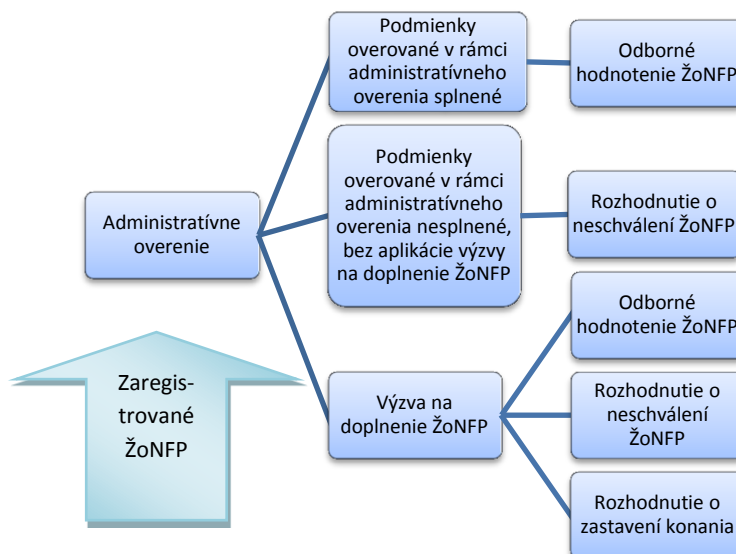 Podmienky
overované v rámci
administratívneho
overenia splnené
Odborné
hodnotenie ŽoNFP
Podmienky
overované v rámci
administratívneho
overenia nesplnené,
bez aplikácie výzvy
na doplnenie ŽoNFP
Rozhodnutie o
neschválení ŽoNFP
Administratívne
overenie
Odborné
hodnotenie ŽoNFP
Zaregis-
trované
ŽoNFP
Výzva na
doplnenie ŽoNFP
Rozhodnutie o
neschválení
ŽoNFP
Rozhodnutie o
zastavení konania